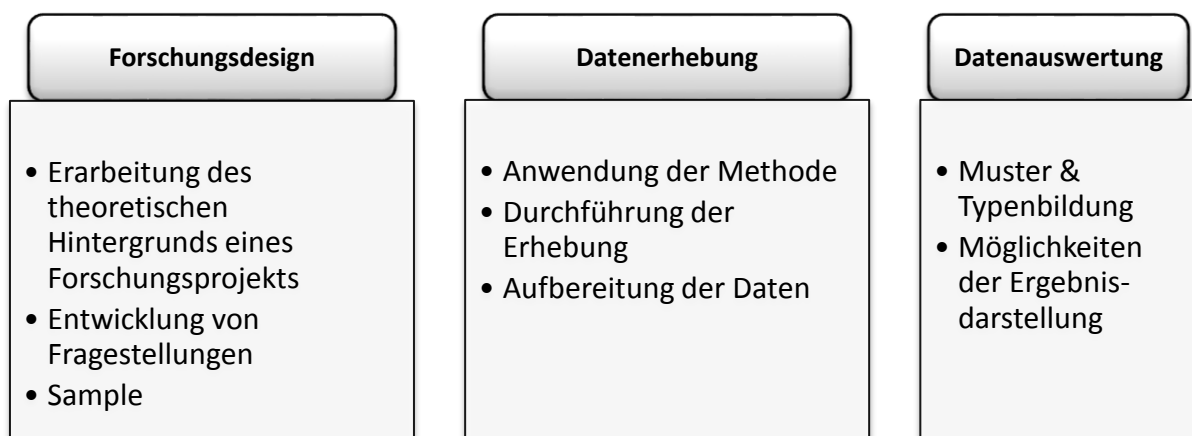 Forschungsdesign
• Erarbeitung des
theoretischen
Hintergrunds eines
Forschungsprojekts
• Entwicklung von
Fragestellungen
• Sample
Datenerhebung
• Anwendung der Methode
• Durchführung der
Erhebung
• Aufbereitung der Daten
Datenauswertung
• Muster &
Typenbildung
• Möglichkeiten
der Ergebnis-
darstellung